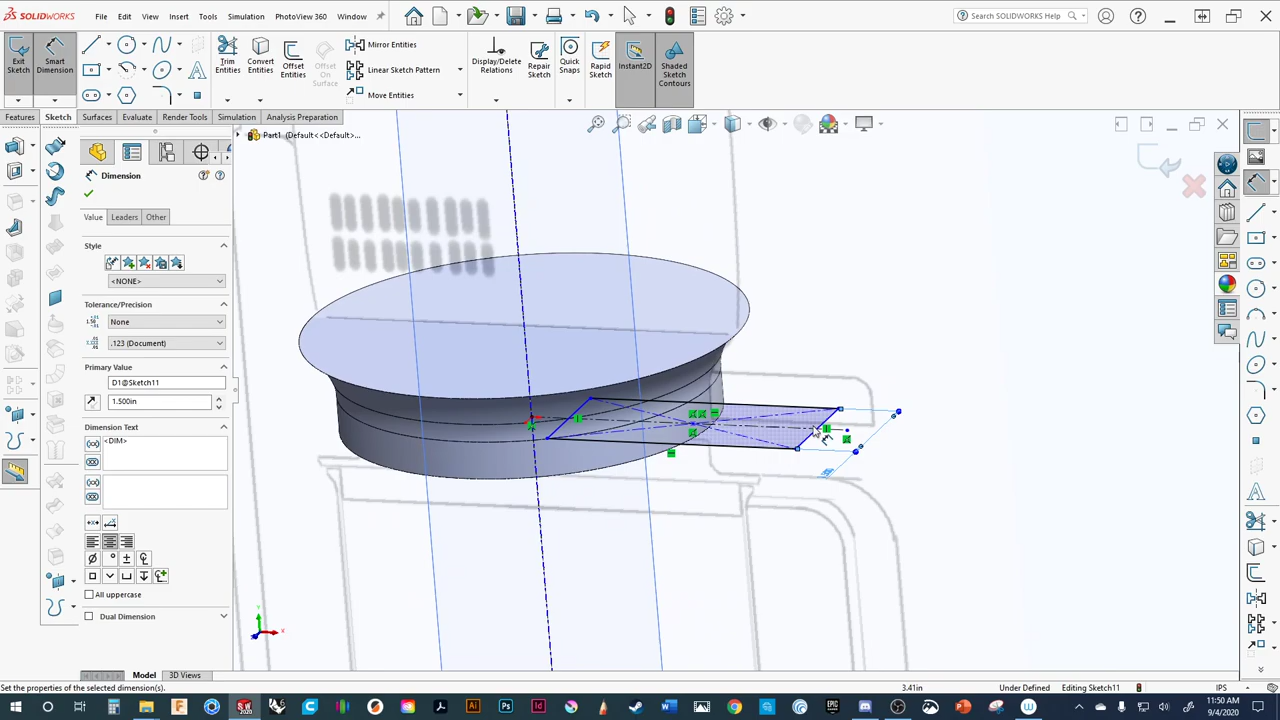 SOLIDWORKS
File Edit View Insert Tools Simulation PhotoView 360 Window
Search SOLIDWORKS Help
Exit Sketch
Smart Dimension
Trim Entities
Convert Entities
Offset Entities
Offset On Surface
Mirror Entities
Linear Sketch Pattern
Move Entities
Display/Delete Relations
Repair Sketch
Quick Snaps
Rapid Sketch
Instant2D
Shaded Sketch Contours
Features Sketch Surfaces Evaluate Render Tools Simulation Analysis Preparation
Part1 (Default<<Default>...
Dimension
Value Leaders Other
Style
<NONE>
Tolerance/Precision
None
.123 (Document)
Primary Value
D1@Sketch11
1.500in
Dimension Text
<DIM>
All uppercase
Dual Dimension
Y
X
Model 3D Views
Set the properties of the selected dimension(s). 3.41in Under Defined Editing Sketch11 IPS
11:50 AM
9/4/2020